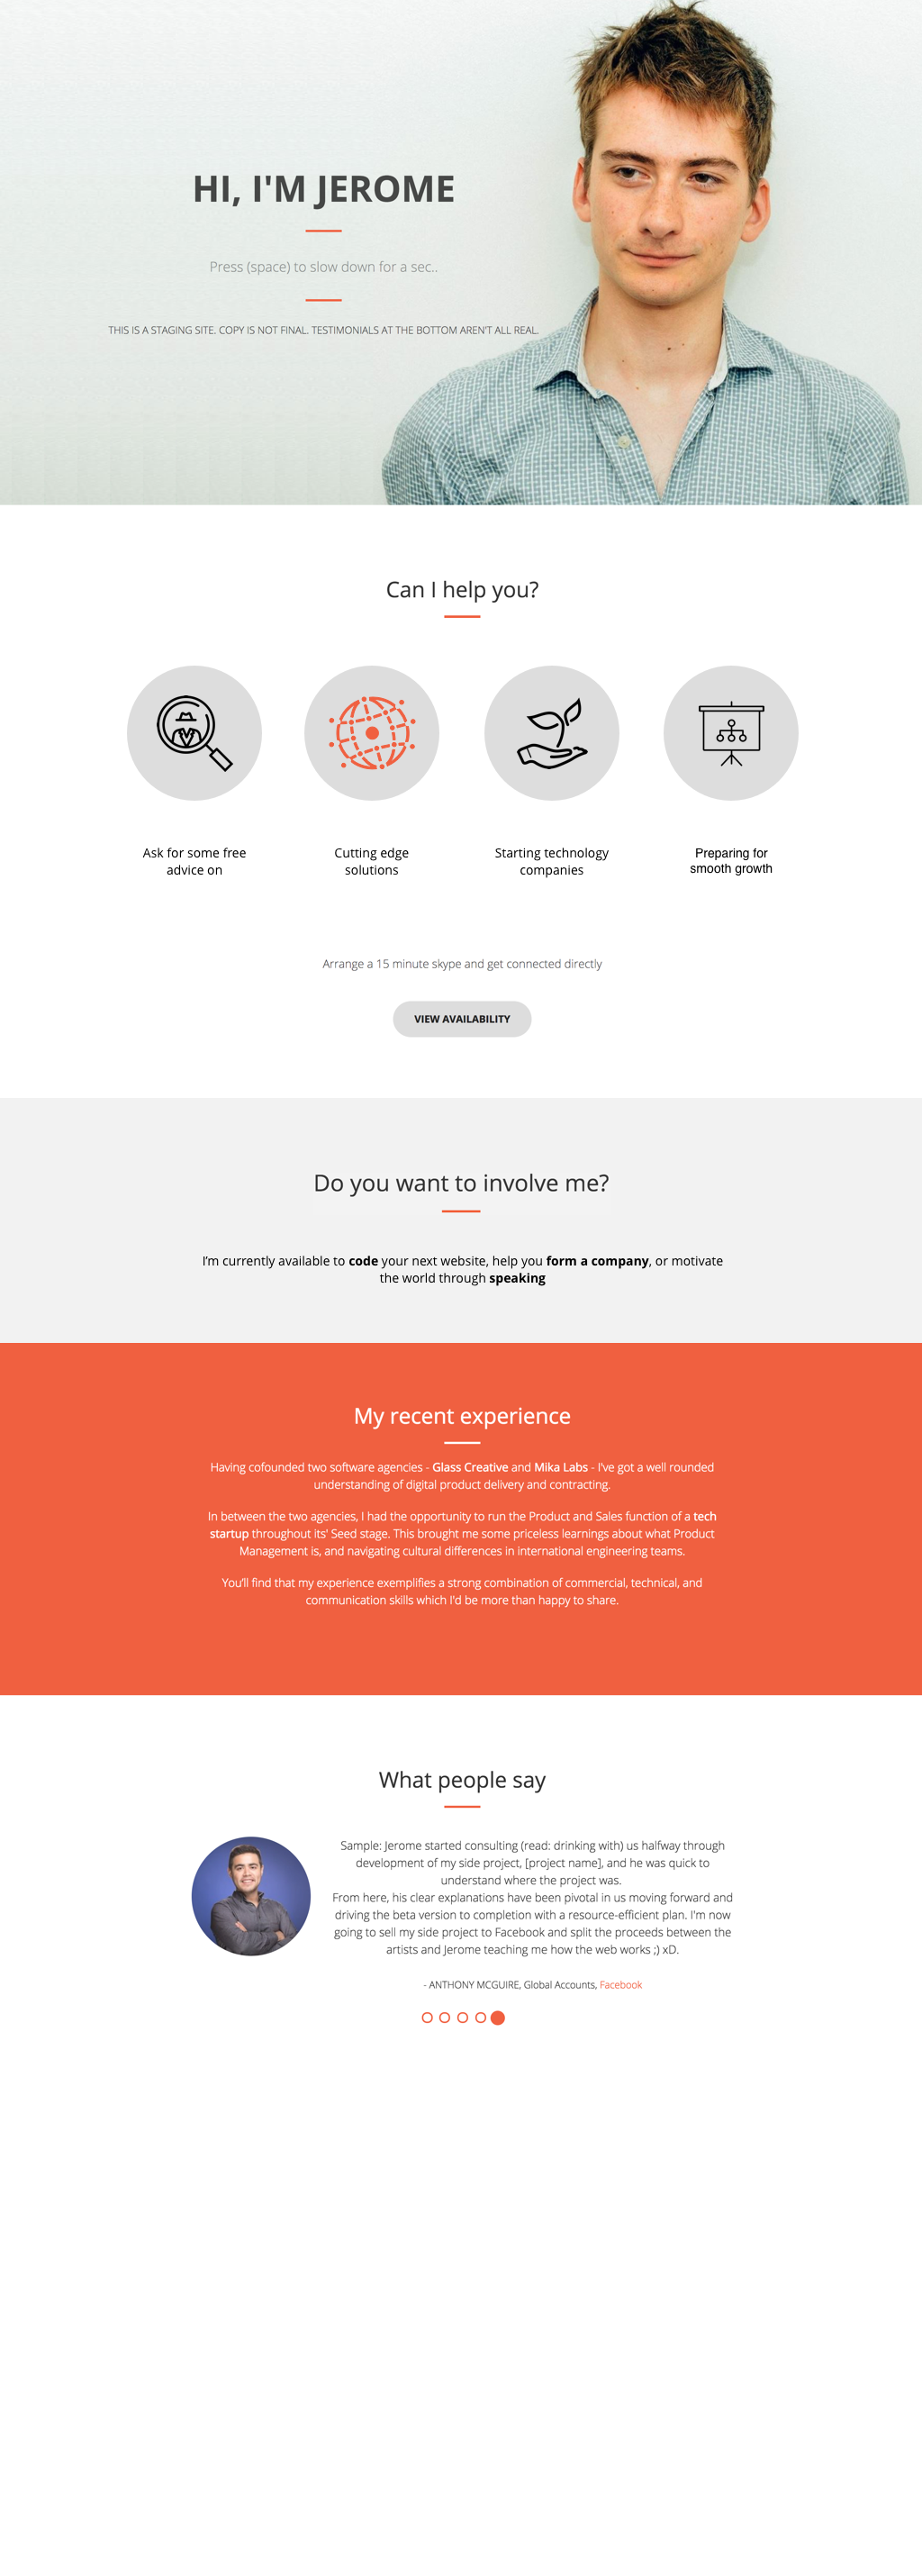 HI, I'M JEROME
Press (space) to slow down for a sec..
THIS IS A STAGING SITE. COPY IS NOT FINAL. TESTIMONIALS AT THE BOTTOM AREN'T ALL REAL.
Can I help you?
Ask for some free
advice on
Cutting edge
solutions
Starting technology
companies
Preparing for
smooth growth
Arrange a 15 minute skype and get connected directly
VIEW AVAILABILITY
Do you want to involve me?
I'm currently available to code your next website, help you form a company, or motivate
the world through speaking
My recent experience
Having cofounded two software agencies - Glass Creative and Mika Labs - I've got a well rounded
understanding of digital product delivery and contracting.
In between the two agencies, I had the opportunity to run the Product and Sales function of a tech
startup throughout its' Seed stage. This brought me some priceless learnings about what Product
Management is, and navigating cultural differences in international engineering teams.
You'll find that my experience exemplifies a strong combination of commercial, technical, and
communication skills which I'd be more than happy to share.
What people say
Sample: Jerome started consulting (read: drinking with) us halfway through
development of my side project, [project name], and he was quick to
understand where the project was.
From here, his clear explanations have been pivotal in us moving forward and
driving the beta version to completion with a resource-efficient plan. I'm now
going to sell my side project to Facebook and split the proceeds between the
artists and Jerome teaching me how the web works ;) xD.
- ANTHONY MCGUIRE, Global Accounts, Facebook